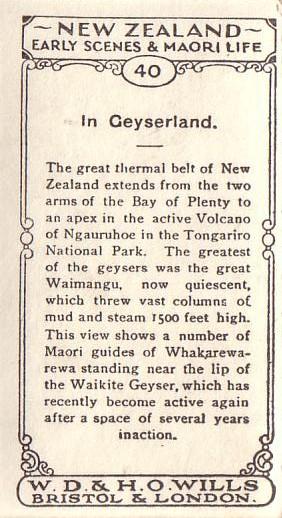 ~ NEW ZEALAND ~
EARLY SCENES & MAORI LIFE
40
In Geyserland.
The great thermal belt of New
Zealand extends from the two
arms of the Bay of Plenty to
an apex in the active Volcano
of Ngauruhoe in the Tongariro
National Park. The greatest
of the geysers was the great
Waimangu, now quiescent,
which threw vast columns of
mud and steam 1500 feet high.
This view shows a number of
Maori guides of Whakarewa-
rewa standing near the lip of
the Waikite Geyser, which has
recently become active again
after a space of several years
inaction.
W. D. & H. O. WILLS
BRISTOL & LONDON.